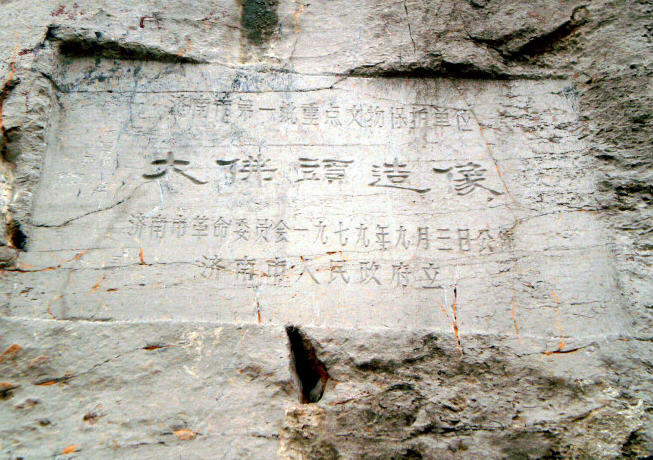 济南市第一批重点文物保护单位
大佛頭造像
济南市革命委员会一九七九年九月三日公布
济南市人民政府立